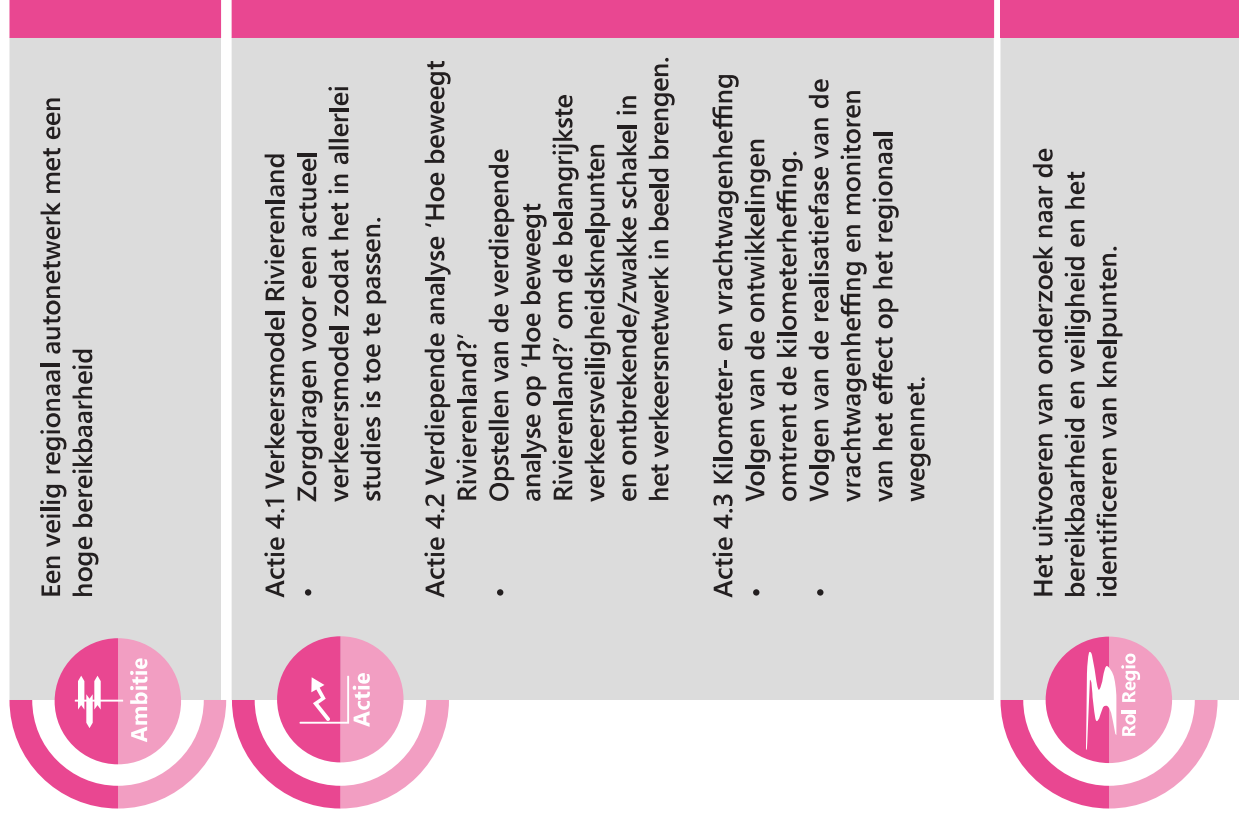 Ambitie
Een veilig regionaal autonetwerk met een
hoge bereikbaarheid
Actie
Actie 4.1 Verkeersmodel Rivierenland
• Zorgdragen voor een actueel
verkeersmodel zodat het in allerlei
studies is toe te passen.
Actie 4.2 Verdiepende analyse ‘Hoe beweegt
Rivierenland?’
• Opstellen van de verdiepende
analyse op ‘Hoe beweegt
Rivierenland?’ om de belangrijkste
verkeersveiligheidsknelpunten
en ontbrekende/zwakke schakel in
het verkeersnetwerk in beeld brengen.
Actie 4.3 Kilometer- en vrachtwagenheffing
• Volgen van de ontwikkelingen
omtrent de kilometerheffing.
• Volgen van de realisatiefase van de
vrachtwagenheffing en monitoren
van het effect op het regionaal
wegennet.
Rol Regio
Het uitvoeren van onderzoek naar de
bereikbaarheid en veiligheid en het
identificeren van knelpunten.